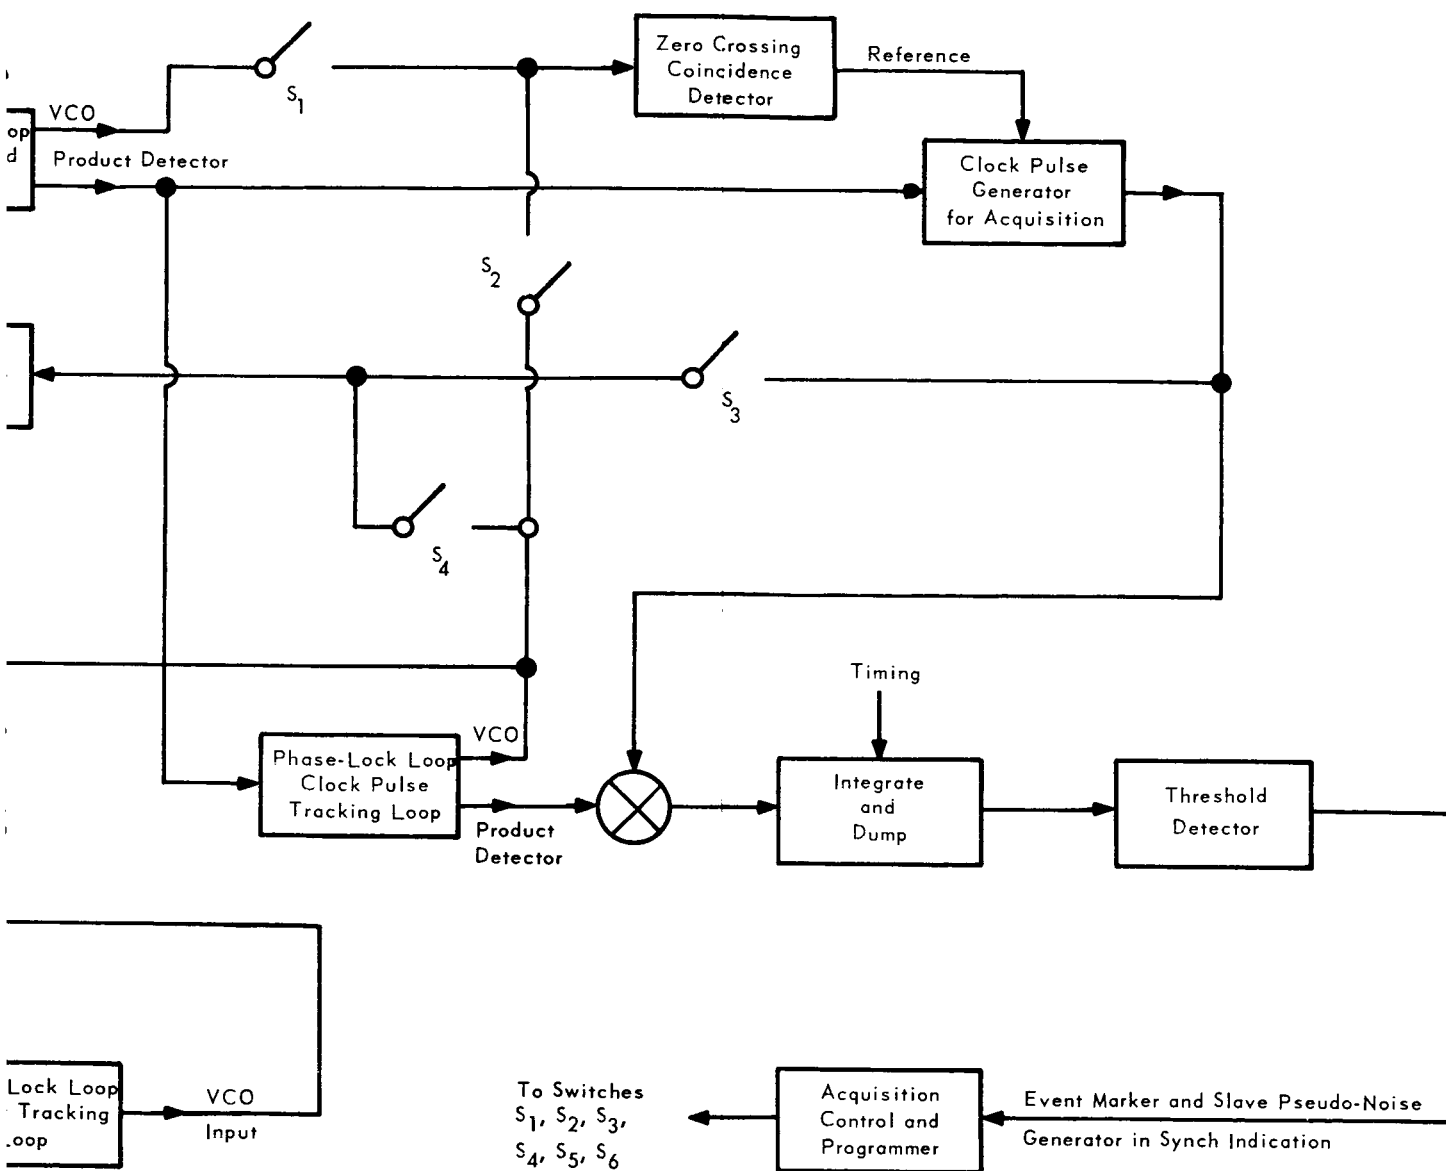 Zero Crossing
Coincidence
Detector
Reference
S1
VCO
op
d
Product Detector
Clock Pulse
Generator
for Acquisition
S2
S3
S4
Timing
VCO
Phase-Lock Loop
Clock Pulse
Tracking Loop
Product
Detector
Integrate
and
Dump
Threshold
Detector
Lock Loop
Tracking
Loop
VCO
Input
To Switches
S1, S2, S3,
S4, S5, S6
Acquisition
Control and
Programmer
Event Marker and Slave Pseudo-Noise
Generator in Synch Indication